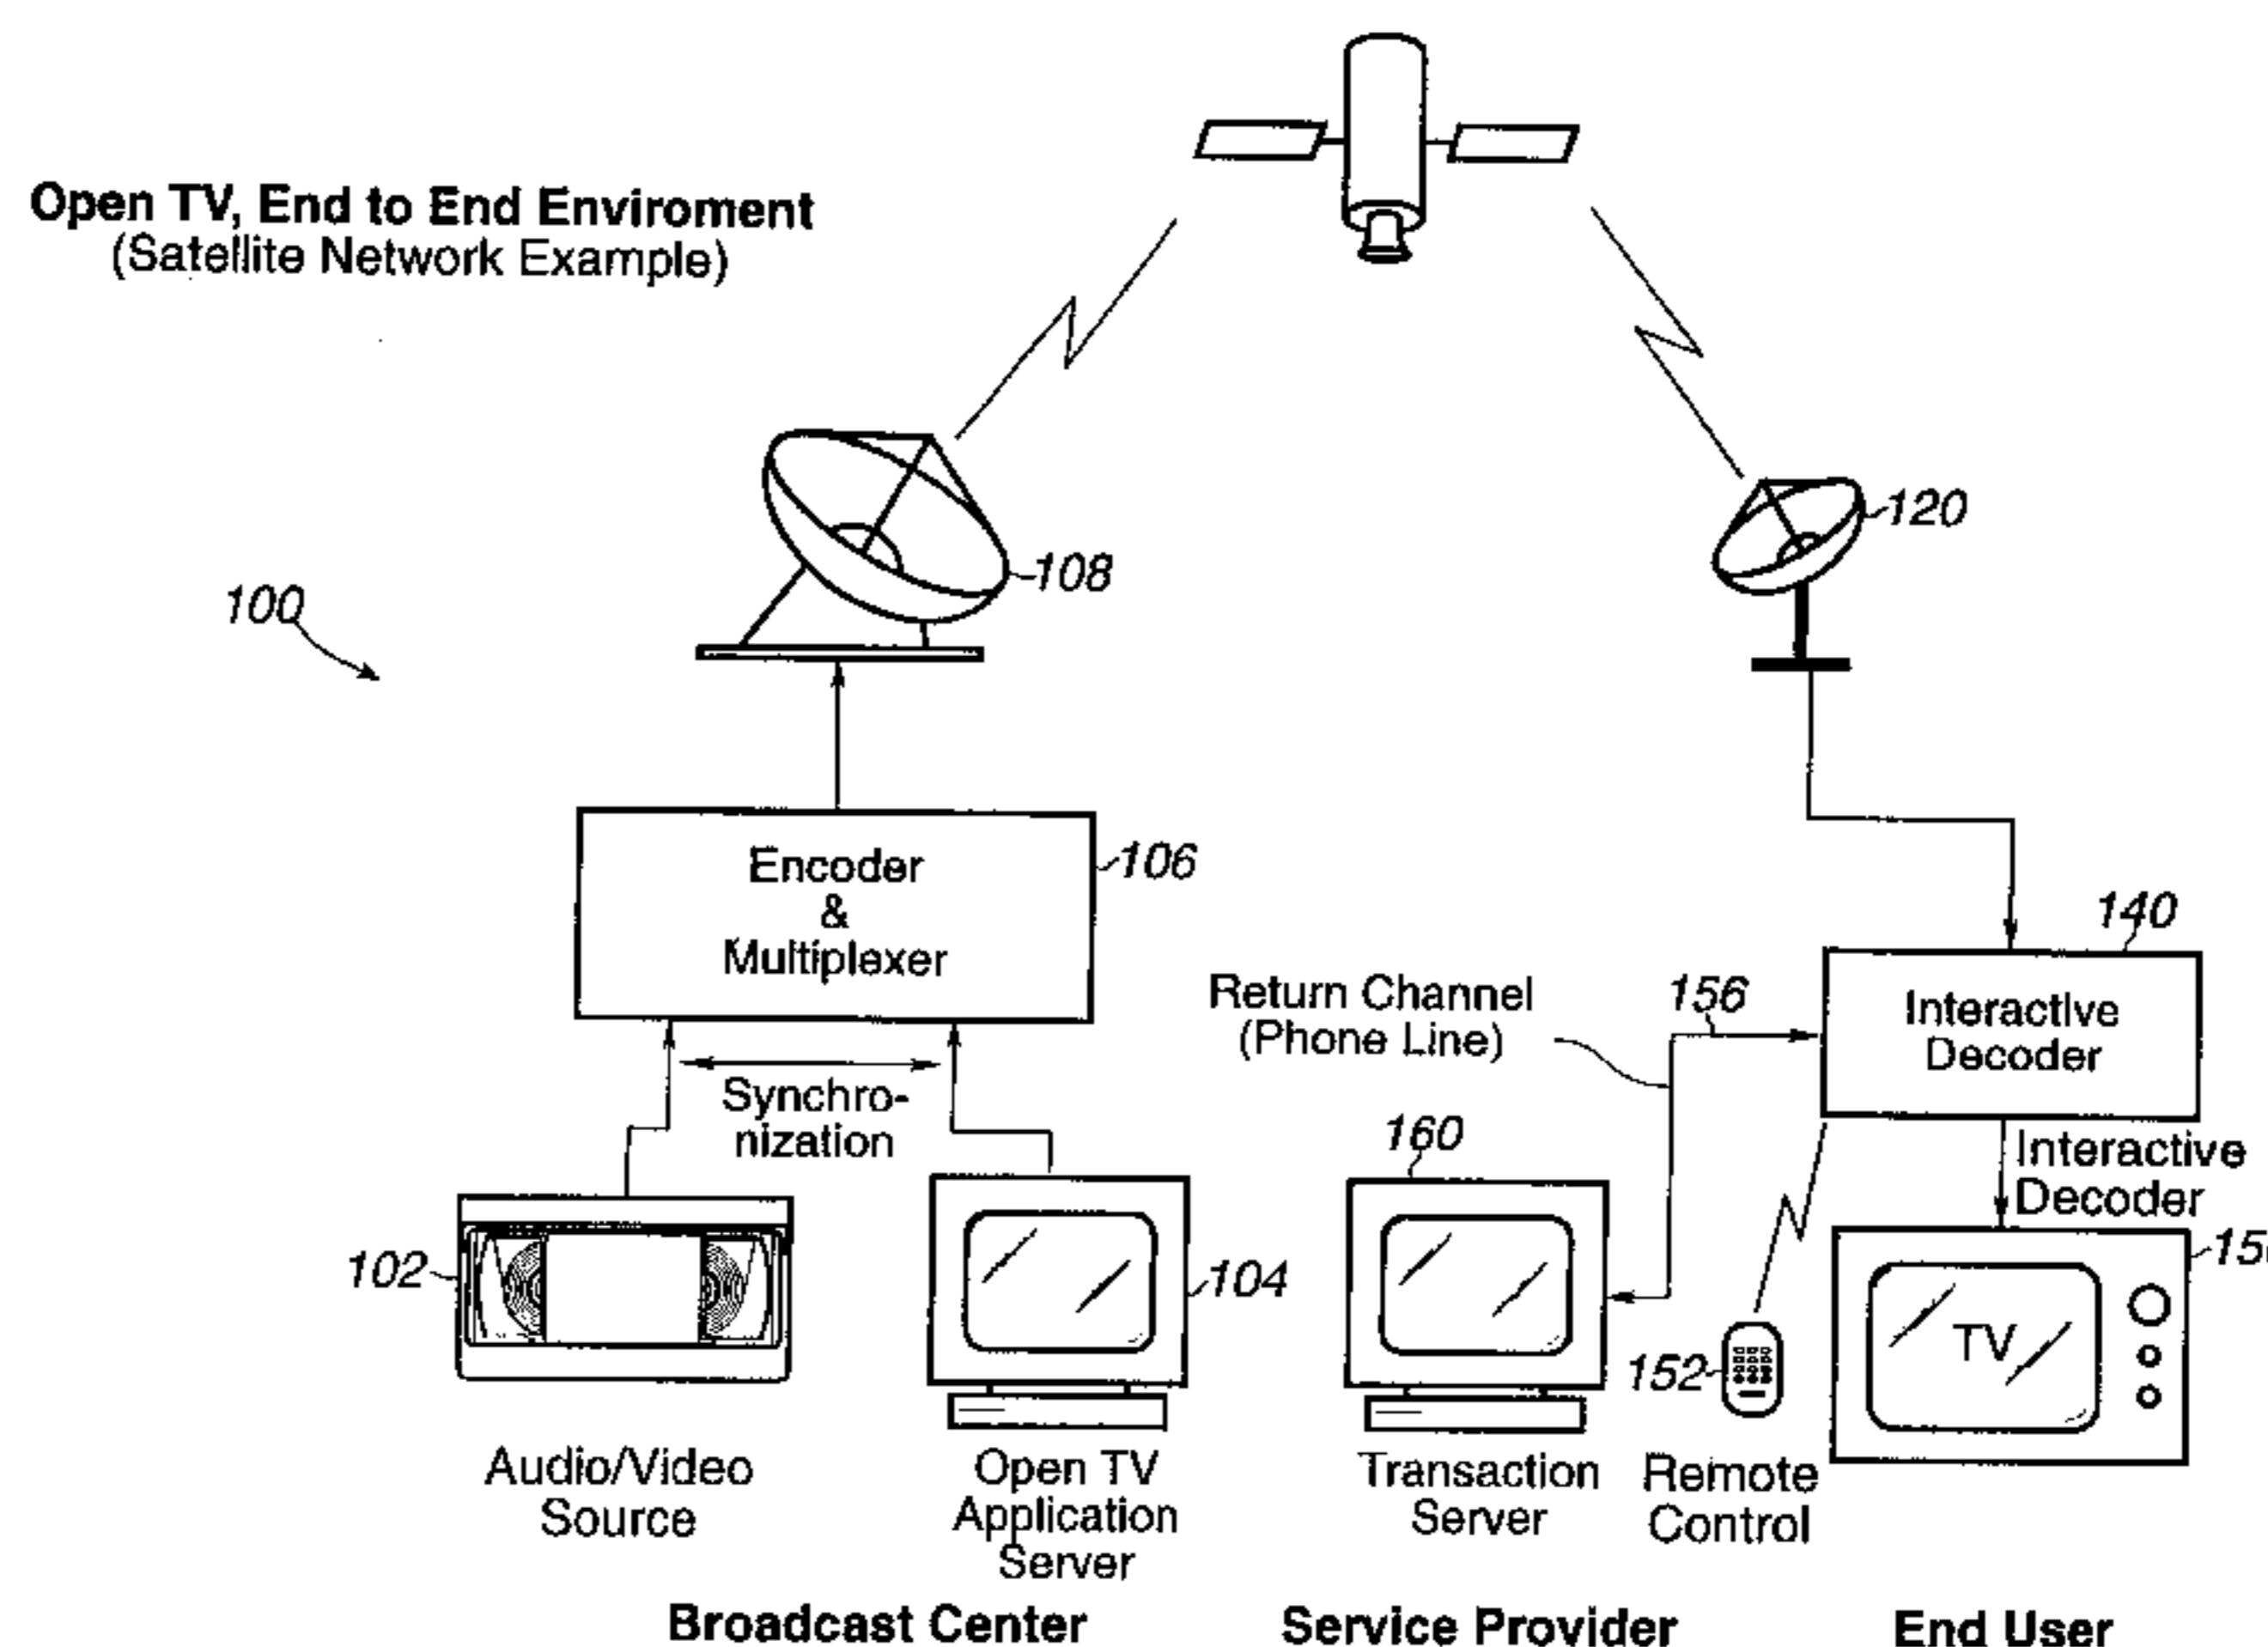 Open TV, End to End Enviroment
(Satellite Network Example)
120
108
100
Encoder
&
Multiplexer
106
140
Return Channel
(Phone Line)
156
Interactive
Decoder
Synchro-
nization
160
Interactive
Decoder
102
104
152
TV
Audio/Video
Source
Open TV
Application
Server
Transaction
Server
Remote
Control
Broadcast Center
Service Provider
End User